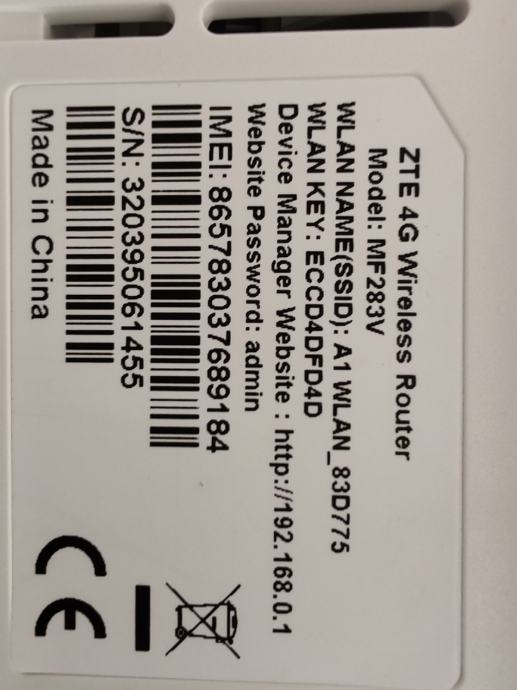 ZTE 4G Wireless Router
Model: MF283V
WLAN NAME(SSID): A1 WLAN_83D775
WLAN KEY: ECCD4DFD4D
Device Manager Website : http://192.168.0.1
Website Password: admin
IMEI: 865783037689184
S/N: 320395061455
Made in China
CE